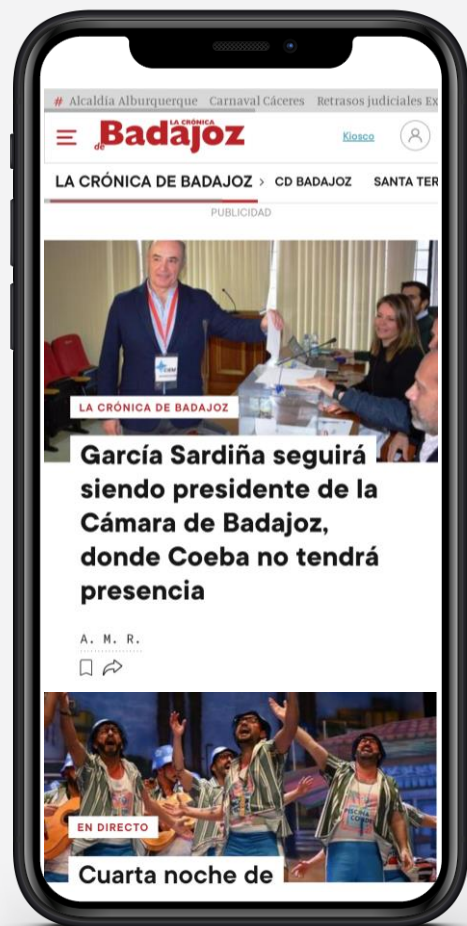 # Alcaldía Alburquerque Carnaval Cáceres Retrasos judiciales Ex
LA CRÓNICA
de Badajoz
Kiosco
LA CRÓNICA DE BADAJOZ > CD BADAJOZ SANTA TER
PUBLICIDAD
LA CRÓNICA DE BADAJOZ
García Sardiña seguirá
siendo presidente de la
Cámara de Badajoz,
donde Coeba no tendrá
presencia
A. M. R.
EN DIRECTO
Cuarta noche de